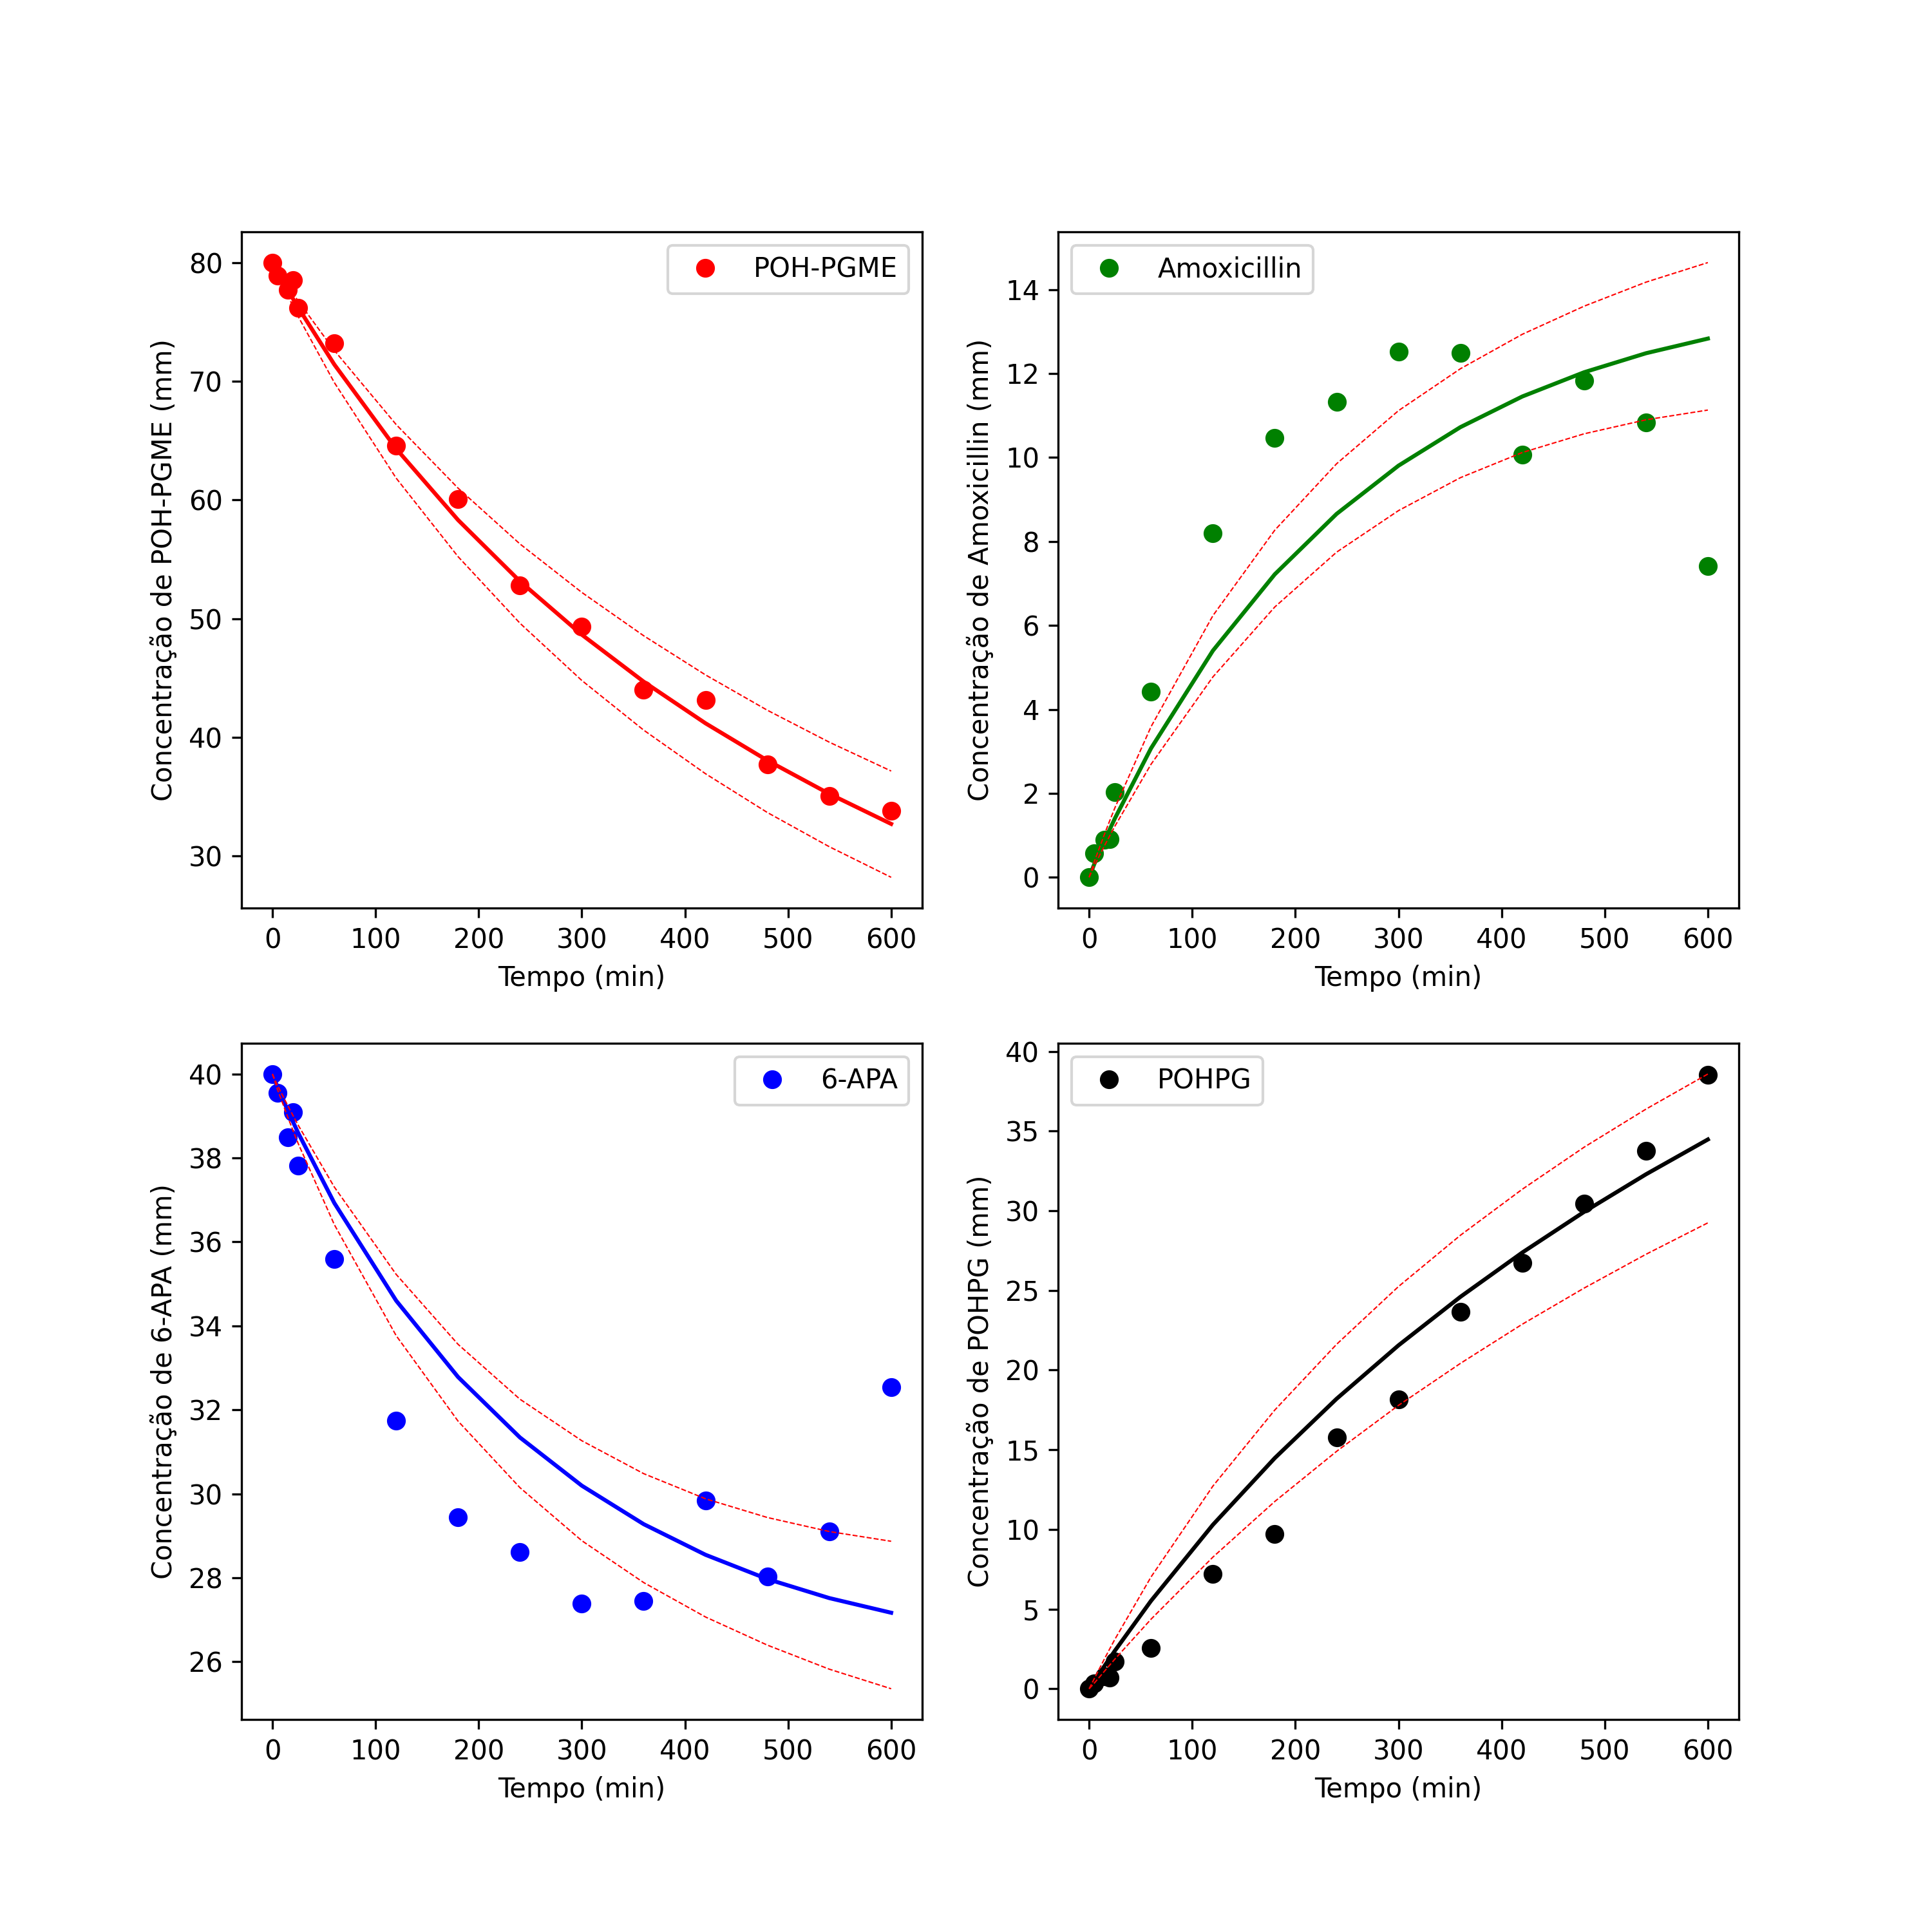 POH-PGME
Concentração de POH-PGME (mm)
80
70
60
50
40
30
0 100 200 300 400 500 600
Tempo (min)
Amoxicillin
Concentração de Amoxicillin (mm)
14
12
10
8
6
4
2
0
0 100 200 300 400 500 600
Tempo (min)
6-APA
Concentração de 6-APA (mm)
40
38
36
34
32
30
28
26
0 100 200 300 400 500 600
Tempo (min)
POHPG
Concentração de POHPG (mm)
40
35
30
25
20
15
10
5
0
0 100 200 300 400 500 600
Tempo (min)